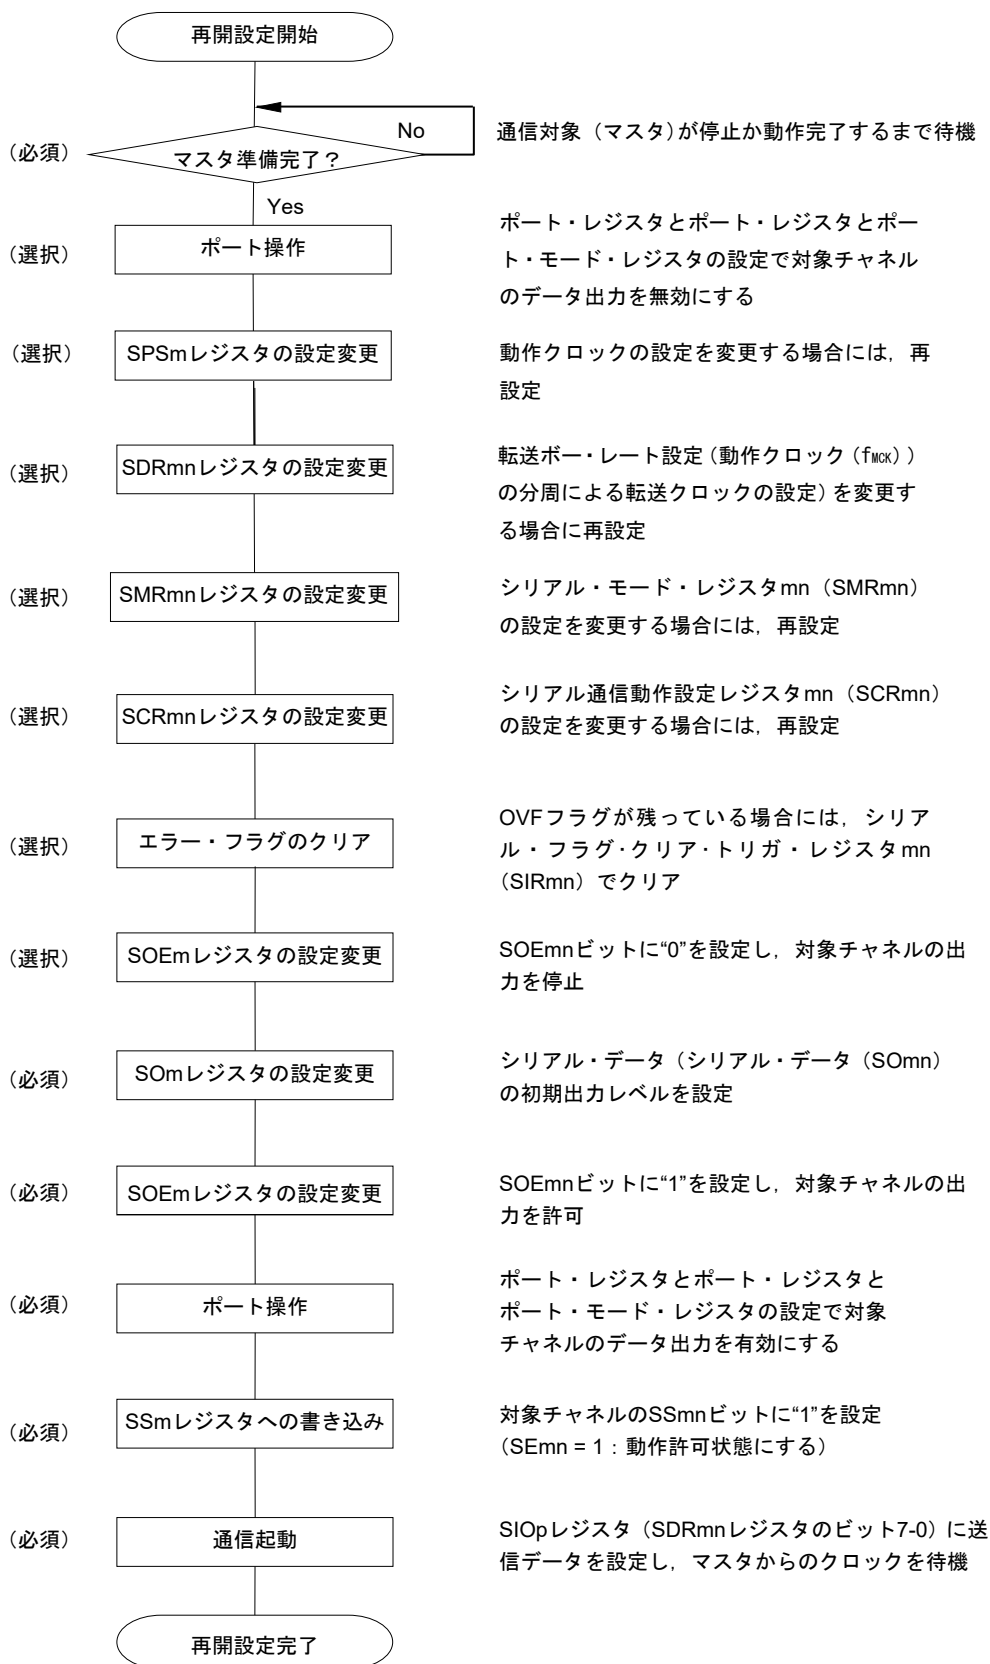 再開設定開始
No
通信対象（マスタ）が停止か動作完了するまで待機
（必須）
マスタ準備完了？
Yes
（選択）
ポート操作
ポート・レジスタとポート・レジスタとポー
ト・モード・レジスタの設定で対象チャネル
のデータ出力を無効にする
（選択）
SPSmレジスタの設定変更
動作クロックの設定を変更する場合には，再
設定
（選択）
SDRmnレジスタの設定変更
転送ボー・レート設定（動作クロック（fMCK））
の分周による転送クロックの設定）を変更す
る場合に再設定
（選択）
SMRmnレジスタの設定変更
シリアル・モード・レジスタmn（SMRmn）
の設定を変更する場合には，再設定
（選択）
SCRmnレジスタの設定変更
シリアル通信動作設定レジスタmn（SCRmn）
の設定を変更する場合には，再設定
（選択）
エラー・フラグのクリア
OVFフラグが残っている場合には，シリア
ル・フラグ・クリア・トリガ・レジスタmn
（SIRmn）でクリア
（選択）
SOEmレジスタの設定変更
SOEmnビットに“0”を設定し，対象チャネルの出
力を停止
（必須）
SOmレジスタの設定変更
シリアル・データ（シリアル・データ（SOmn）
の初期出力レベルを設定
（必須）
SOEmレジスタの設定変更
SOEmnビットに“1”を設定し，対象チャネルの出
力を許可
（必須）
ポート操作
ポート・レジスタとポート・レジスタと
ポート・モード・レジスタの設定で対象
チャネルのデータ出力を有効にする
（必須）
SSmレジスタへの書き込み
対象チャネルのSSmnビットに“1”を設定
（SEmn = 1：動作許可状態にする）
（必須）
通信起動
SIOpレジスタ（SDRmnレジスタのビット7-0）に送
信データを設定し，マスタからのクロックを待機
再開設定完了